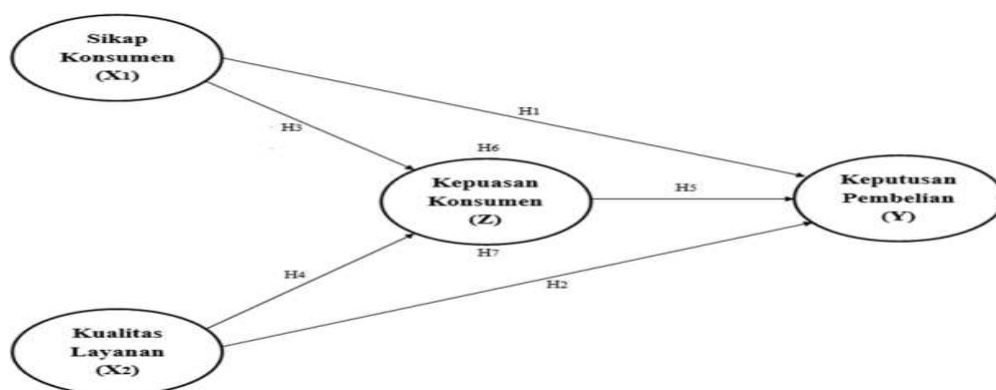 Sikap
Konsumen
(X1)
H1
H3
H6
Kepuasan
Konsumen
(Z)
H5
Keputusan
Pembelian
(Y)
H7
H4
H2
Kualitas
Layanan
(X2)